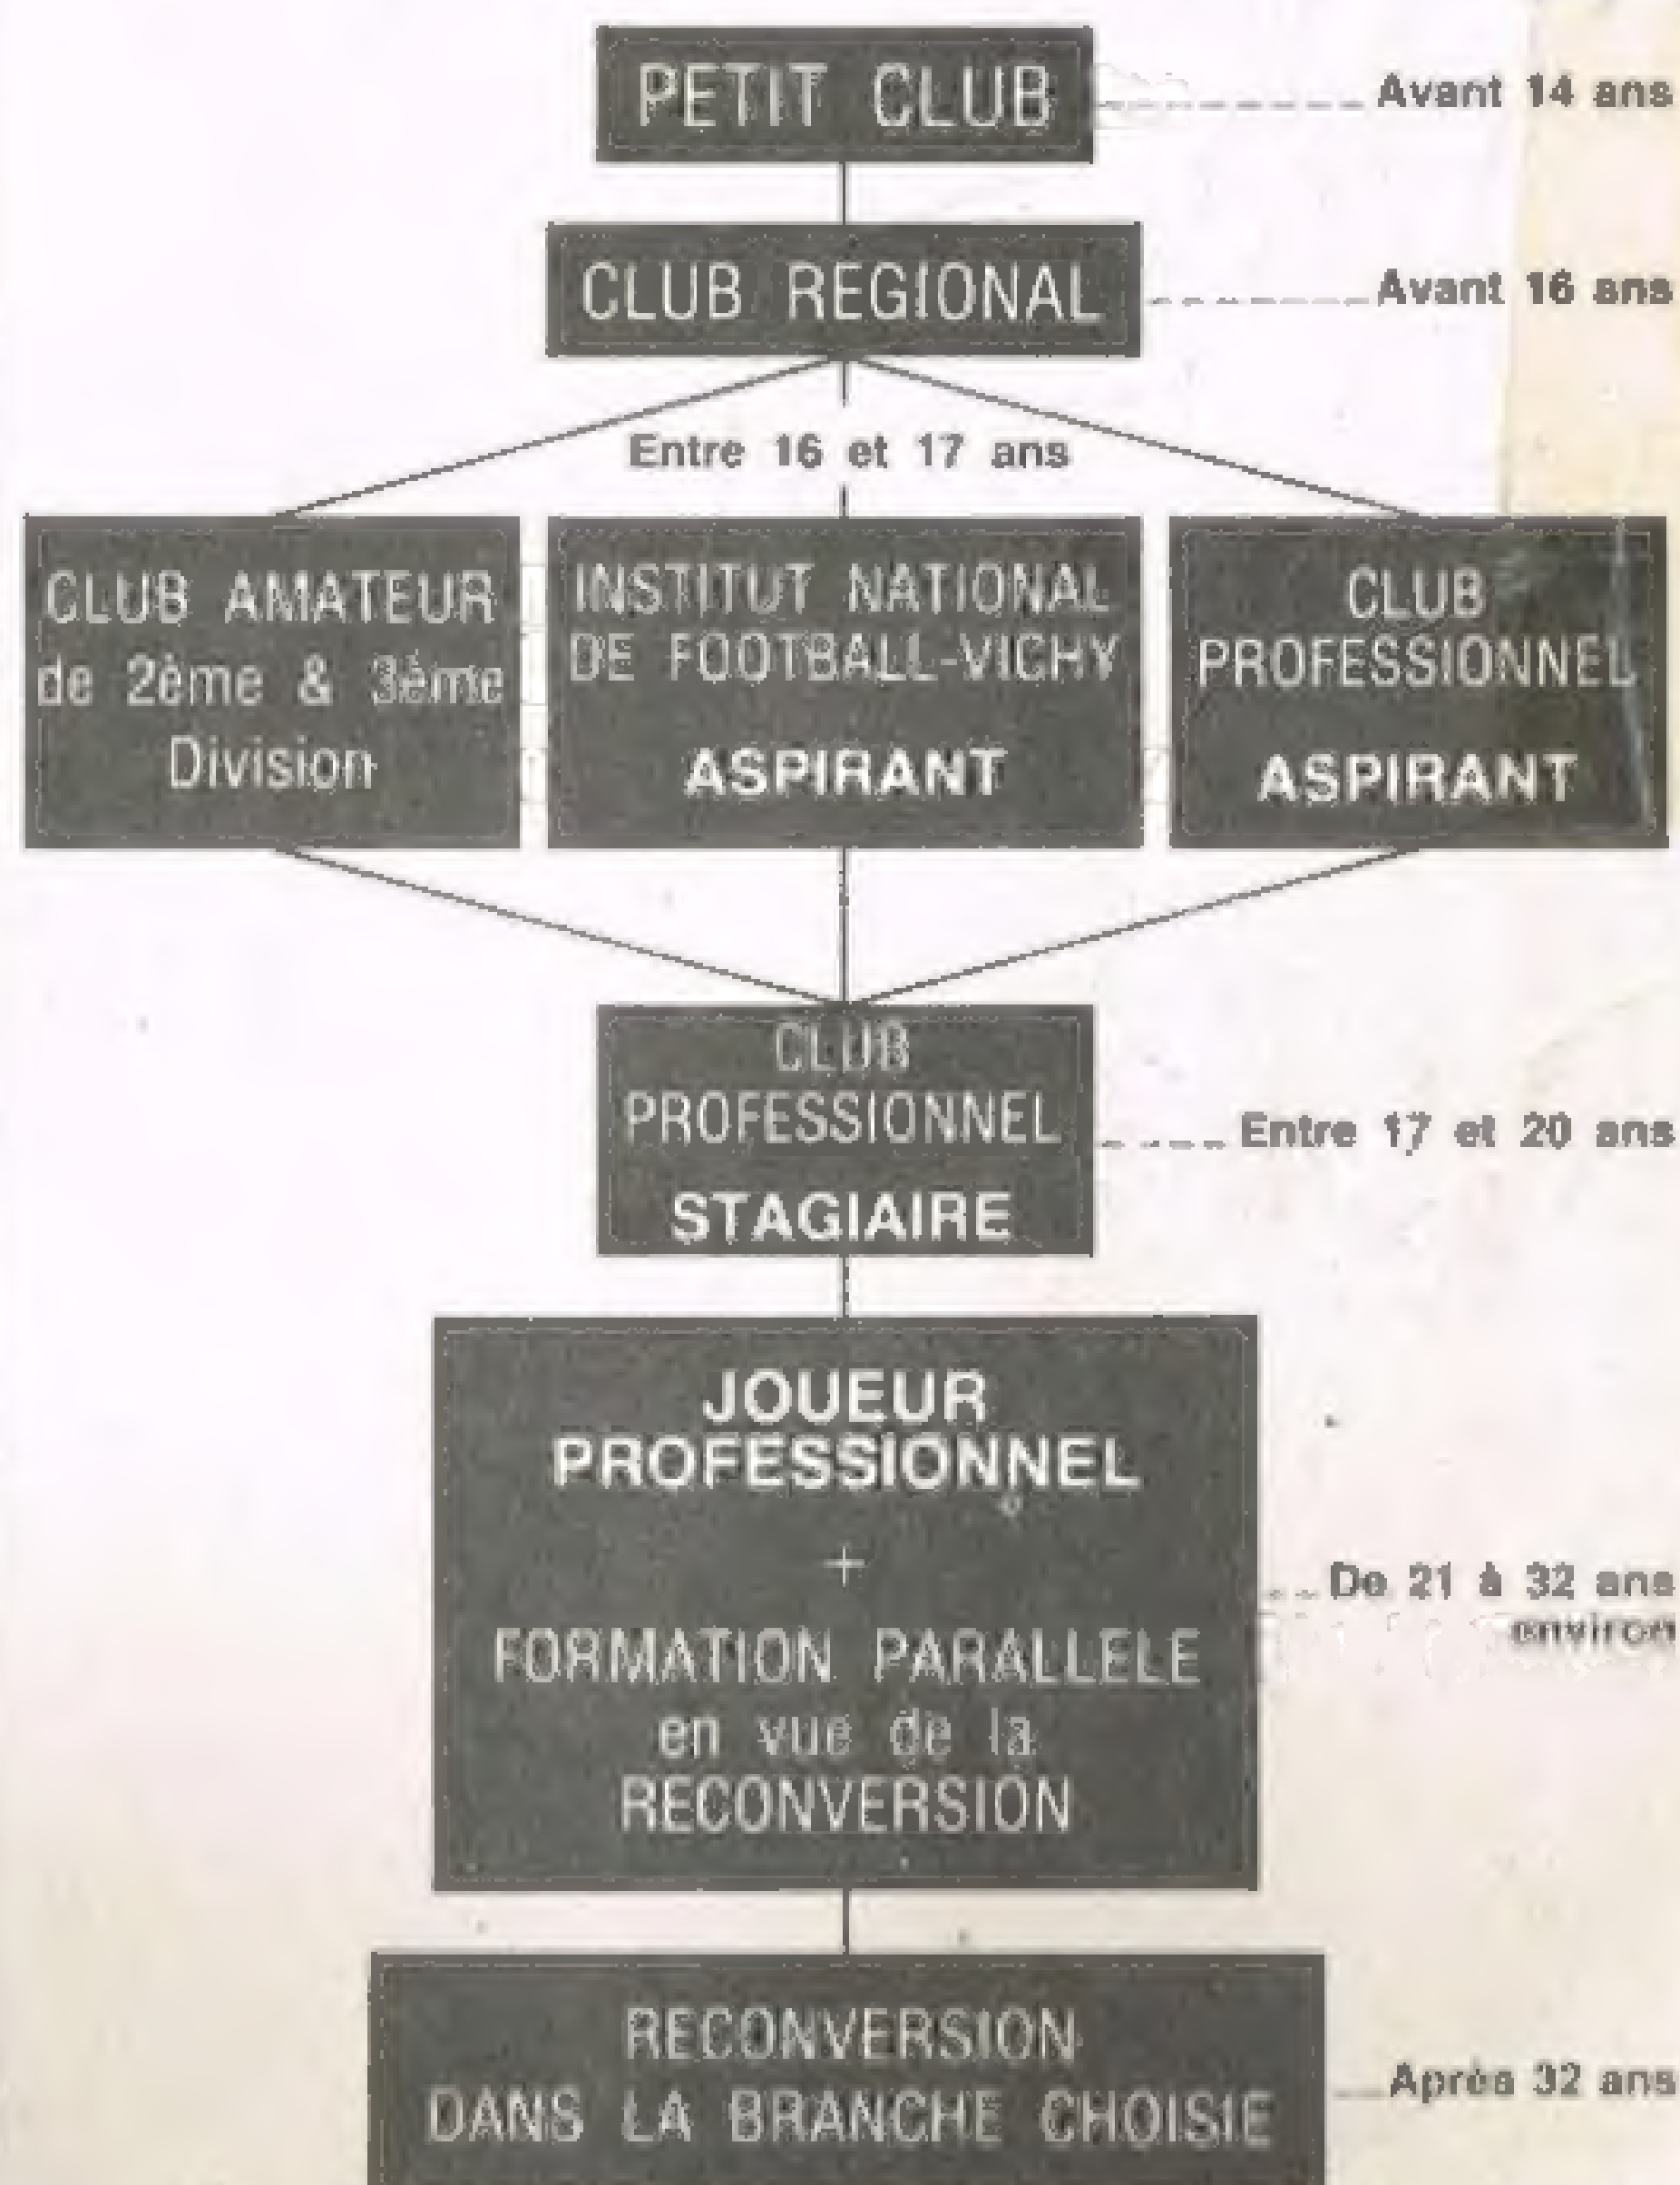 PETIT CLUB
Avant 14 ans
CLUB REGIONAL
Avant 16 ans
Entre 16 et 17 ans
CLUB AMATEUR
de 2ème & 3ème
Division
INSTITUT NATIONAL
DE FOOTBALL-VICHY
ASPIRANT
CLUB
PROFESSIONNEL
ASPIRANT
CLUB
PROFESSIONNEL
STAGIAIRE
Entre 17 et 20 ans
JOUEUR
PROFESSIONNEL
+
FORMATION PARALLELE
en vue de la
RECONVERSION
De 21 à 32 ans
environ
RECONVERSION
DANS LA BRANCHE CHOISIE
Après 32 ans